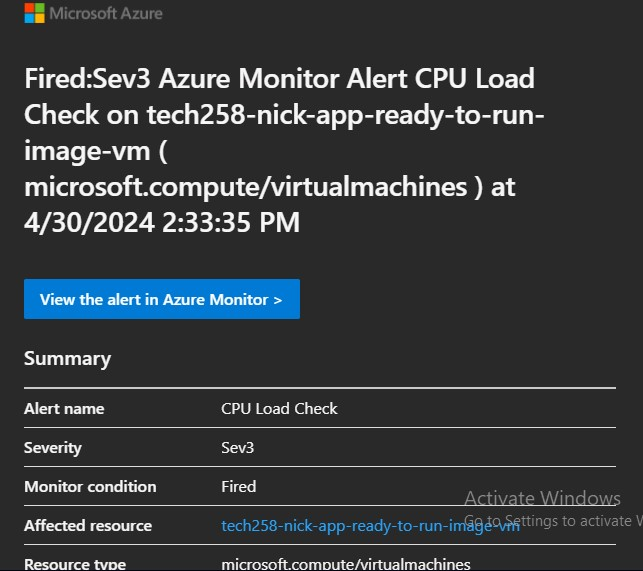 Microsoft Azure
Fired:Sev3 Azure Monitor Alert CPU Load
Check on tech258-nick-app-ready-to-run-
image-vm (
microsoft.compute/virtualmachines ) at
4/30/2024 2:33:35 PM
View the alert in Azure Monitor >
Summary
Alert name CPU Load Check
Severity Sev3
Monitor condition Fired
Activate Windows
Affected resource tech258-nick-app-ready-to-run-image-vm
Go to Settings to activate W
Resource type microsoft.compute/virtualmachines